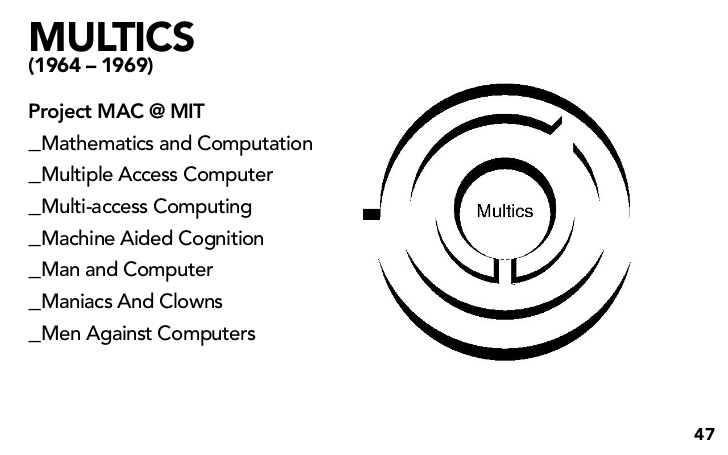 MULTICS
(1964 – 1969)
Project MAC @ MIT
_Mathematics and Computation
_Multiple Access Computer
_Multi-access Computing
_Machine Aided Cognition
_Man and Computer
_Maniacs And Clowns
_Men Against Computers
Multics
47